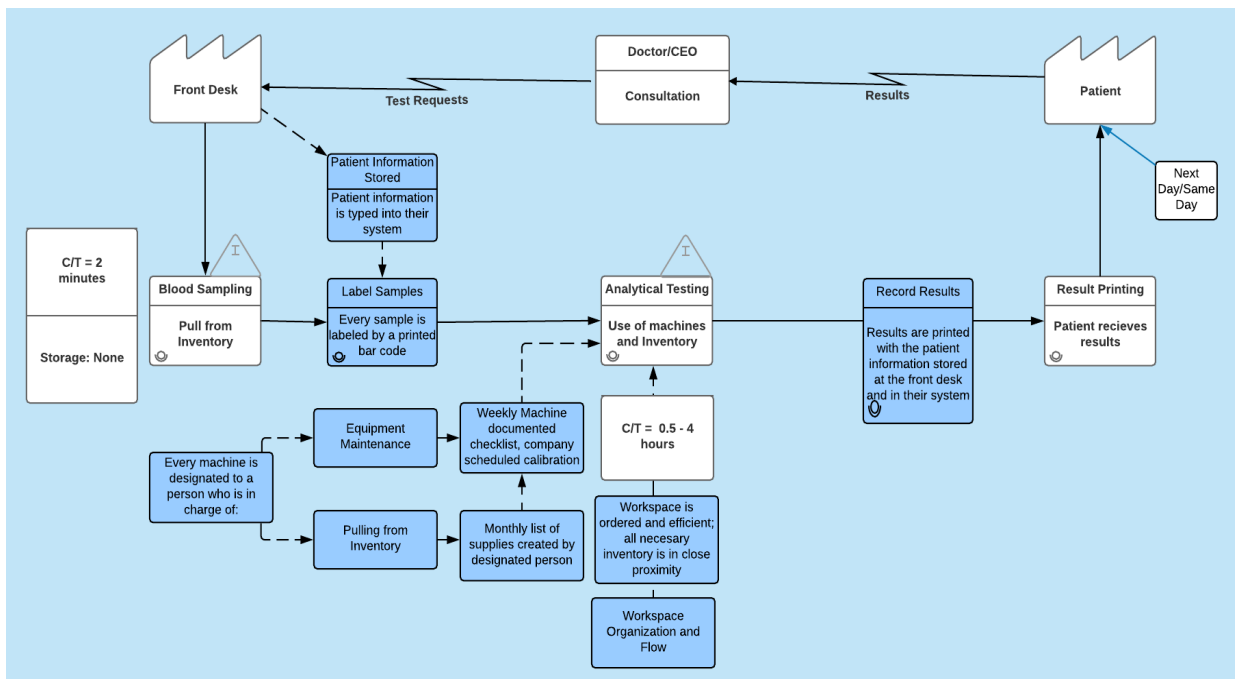 Front Desk
Test Requests
Doctor/CEO
Consultation
Results
Patient
Next
Day/Same
Day
Patient Information
Stored
Patient information
is typed into their
system
C/T = 2
minutes
Storage: None
I
Blood Sampling
Pull from
Inventory
Label Samples
Every sample is
labeled by a printed
bar code
I
Analytical Testing
Use of machines
and Inventory
Record Results
Results are printed
with the patient
information stored
at the front desk
and in their system
Result Printing
Patient recieves
results
Every machine is
designated to a
person who is in
charge of:
Equipment
Maintenance
Weekly Machine
documented
checklist, company
scheduled calibration
Pulling from
Inventory
Monthly list of
supplies created by
designated person
C/T =  0.5 - 4
hours
Workspace is
ordered and efficient;
all necesary
inventory is in close
proximity
Workspace
Organization and
Flow